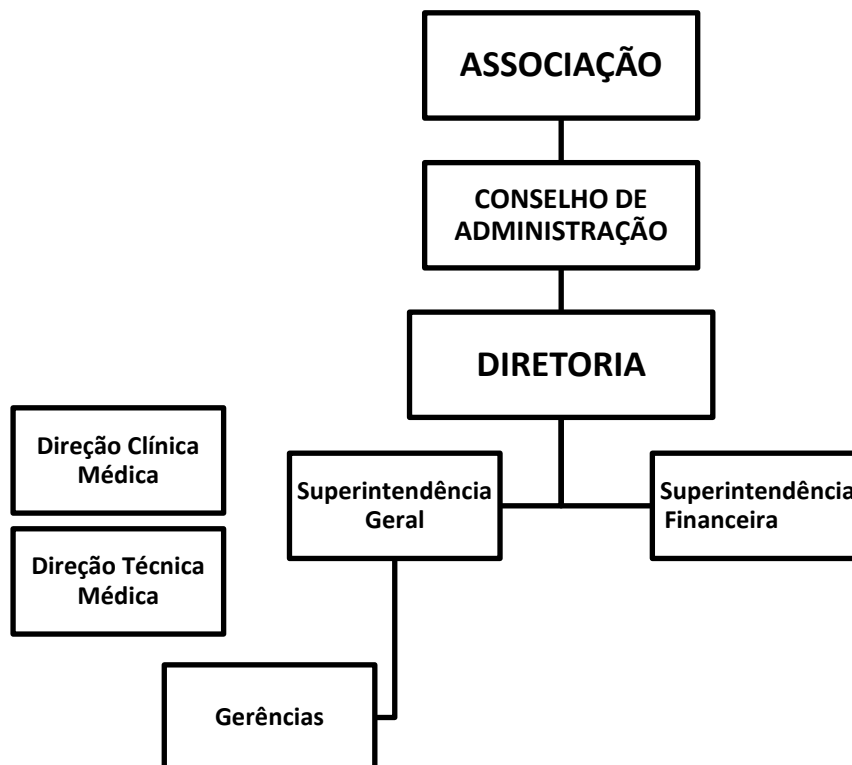 ASSOCIAÇÃO
CONSELHO DE
ADMINISTRAÇÃO
DIRETORIA
Direção Clínica
Médica
Superintendência
Geral
Superintendência
Financeira
Direção Técnica
Médica
Gerências